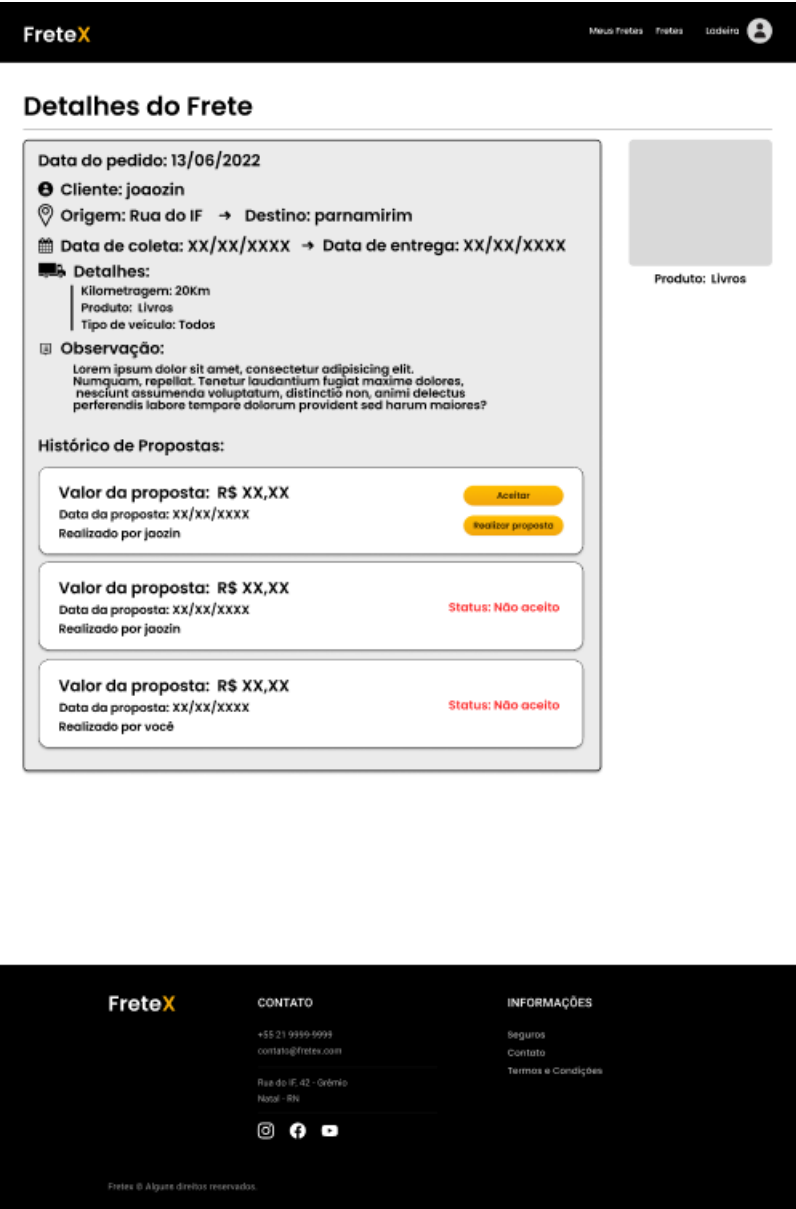 FreteX
Meus Fretes Fretes Ladeira
Detalhes do Frete
Data do pedido: 13/06/2022
Cliente: joaozin
Origem: Rua do IF → Destino: parnamirim
Data de coleta: XX/XX/XXXX → Data de entrega: XX/XX/XXXX
Detalhes:
Kilometragem: 20Km
Produto: Livros
Tipo de veículo: Todos
Observação:
Lorem ipsum dolor sit amet, consectetur adipisicing elit.
Numquam, repellat. Tenetur laudantium fugiat maxime dolores,
nesciunt assumenda voluptatum, distinctio non, animi delectus
perferendis labore tempore dolorum provident sed harum maiores?
Histórico de Propostas:
Valor da proposta: R$ XX,XX
Data da proposta: XX/XX/XXXX
Realizado por jaozin
Aceitar
Realizar proposta
Valor da proposta: R$ XX,XX
Data da proposta: XX/XX/XXXX
Realizado por jaozin
Status: Não aceito
Valor da proposta: R$ XX,XX
Data da proposta: XX/XX/XXXX
Realizado por você
Status: Não aceito
Produto: Livros
FreteX
CONTATO
+55 21 9999-9999
contato@fretex.com
Rua do IF, 42 - Grêmio
Natal - RN
INFORMAÇÕES
Seguros
Contato
Termos e Condições
Fretex © Alguns direitos reservados.